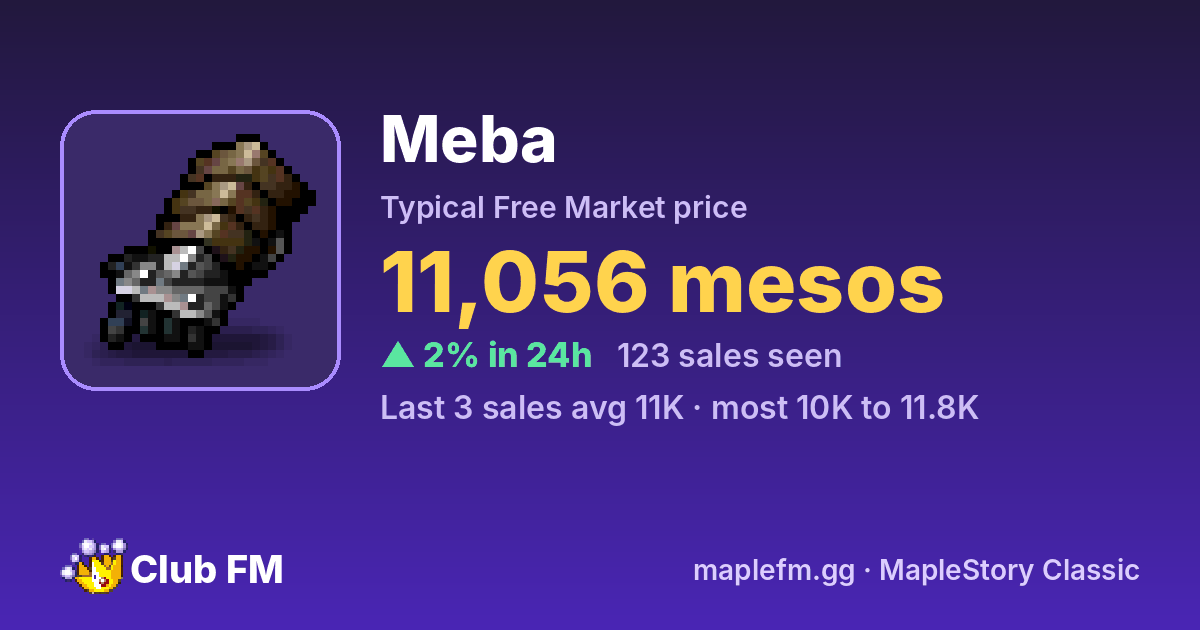 Meba
Typical Free Market price
11,056 mesos
▲ 2% in 24h 123 sales seen
Last 3 sales avg 11K · most 10K to 11.8K
Club FM
maplefm.gg · MapleStory Classic